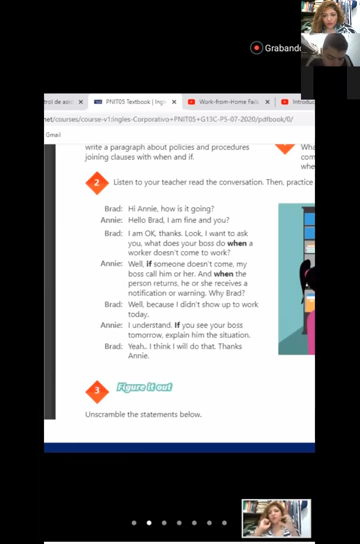 Grabando
trol de asis
PNIT05 Textbook | Ingl
Work-from-Home Faile
Introduc
net/courses/course-v1:Ingles-Corporativo+PNIT05+G13C-P5-07-2020/pdfbook/0/
Gmail
write a paragraph about policies and procedures
joining clauses with when and if.
Wha
com
vers
2 Listen to your teacher read the conversation. Then, practice
Brad: Hi Annie, how is it going?
Annie: Hello Brad, I am fine and you?
Brad: I am OK, thanks. Look, I want to ask
you, what does your boss do when a
worker doesn't come to work?
Annie: Well, if someone doesn't come, my
boss call him or her. And when the
person returns, he or she receives a
notification or warning. Why Brad?
Brad: Well, because I didn't show up to work
today.
Annie: I understand. If you see your boss
tomorrow, explain him the situation.
Brad: Yeah.. I think I will do that. Thanks
Annie.
3 Figure it out
Unscramble the statements below.